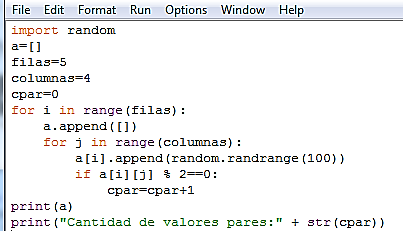 File Edit Format Run Options Window Help
import random
a=[]
filas=5
columnas=4
cpar=0
for i in range(filas):
    a.append([])
    for j in range(columnas):
        a[i].append(random.randrange(100))
        if a[i][j] % 2==0:
            cpar=cpar+1
print(a)
print("Cantidad de valores pares:" + str(cpar))